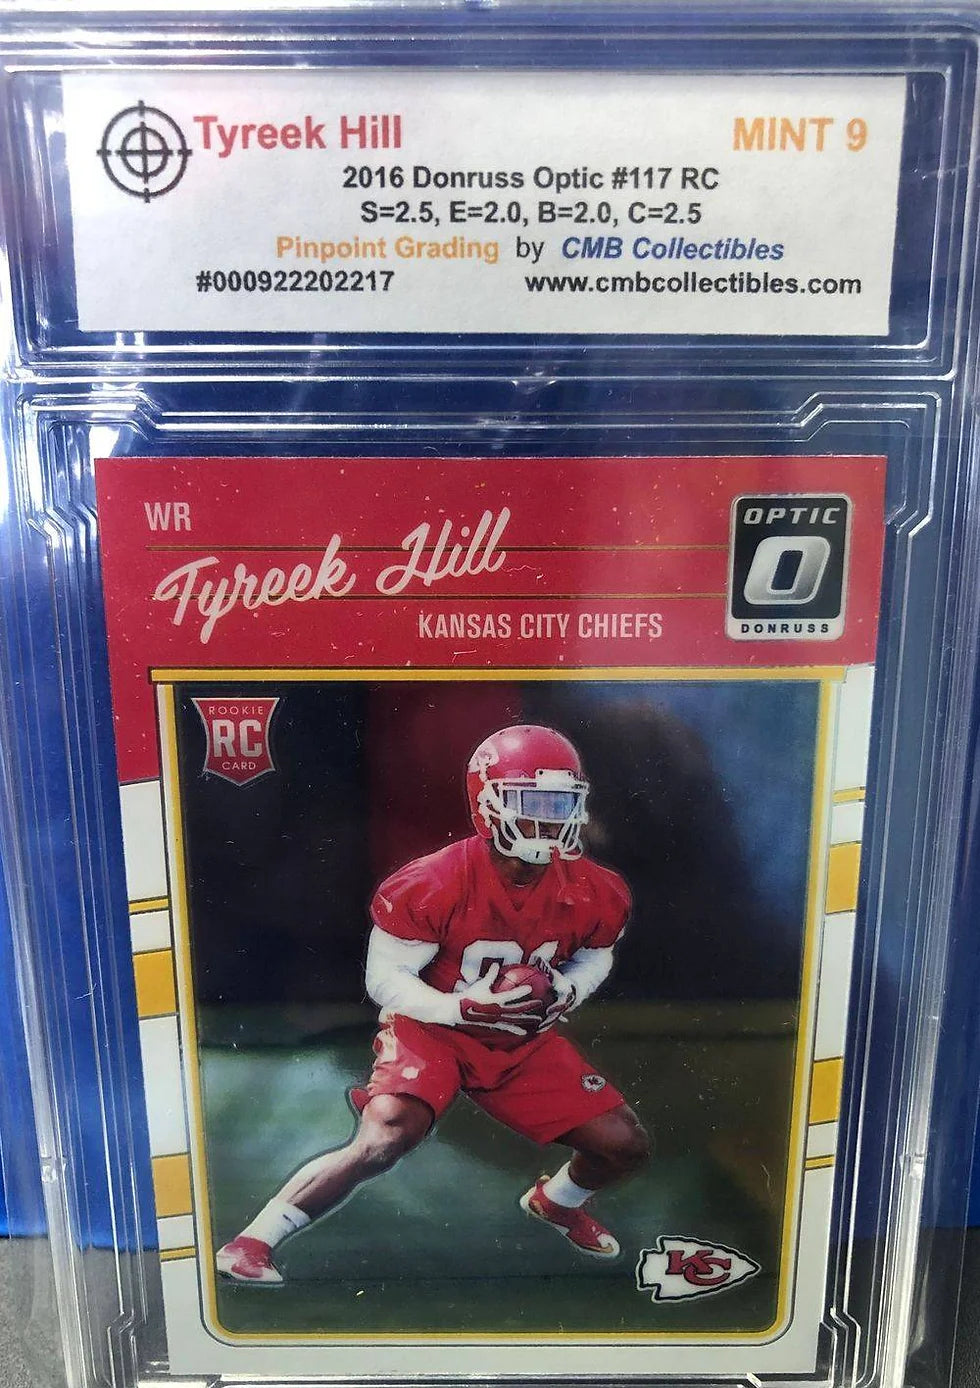 Tyreek Hill MINT 9
2016 Donruss Optic #117 RC
S=2.5, E=2.0, B=2.0, C=2.5
Pinpoint Grading by CMB Collectibles
#000922202217 www.cmbcollectibles.com
WR
Tyreek Hill
KANSAS CITY CHIEFS
OPTIC
O
DONRUSS
ROOKIE
RC
CARD
KC